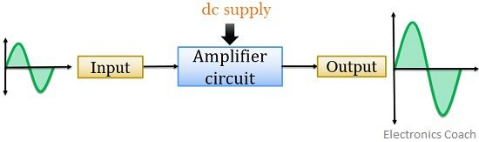 dc supply
Input
Amplifier
circuit
Output
Electronics Coach